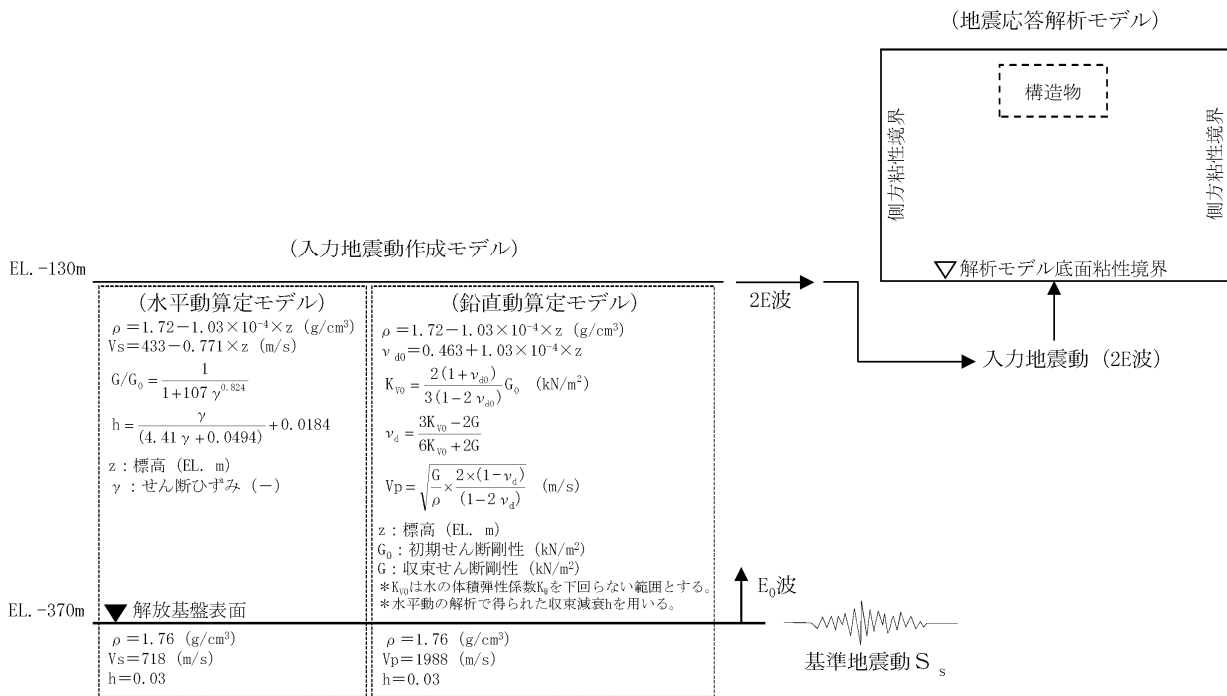 (地震応答解析モデル)
構造物
側方粘性境界
側方粘性境界
▽解析モデル底面粘性境界
入力地震動 (2E波)
(入力地震動作成モデル)
EL.-130m
2E波
(水平動算定モデル)
ρ=1.72-1.03×10⁻⁴×z (g/cm³)
Vs=433-0.771×z (m/s)
G/G₀=1/(1+107γ^0.824)
h=γ/(4.41γ+0.0494)+0.0184
z:標高 (EL. m)
γ:せん断ひずみ (-)
(鉛直動算定モデル)
ρ=1.72-1.03×10⁻⁴×z (g/cm³)
ν_d0=0.463+1.03×10⁻⁴×z
K_V0=2(1+ν_d0)/3(1-2ν_d0) G₀ (kN/m²)
ν_d=(3K_V0-2G)/(6K_V0+2G)
Vp=√(G/ρ×2×(1-ν_d)/(1-2ν_d)) (m/s)
z:標高 (EL. m)
G₀:初期せん断剛性 (kN/m²)
G:収束せん断剛性 (kN/m²)
*K_V0は水の体積弾性係数K_wを下回らない範囲とする。
*水平動の解析で得られた収束減衰hを用いる。
E₀波
EL.-370m
▼解放基盤表面
ρ=1.76 (g/cm³)
Vs=718 (m/s)
h=0.03
ρ=1.76 (g/cm³)
Vp=1988 (m/s)
h=0.03
基準地震動Ss